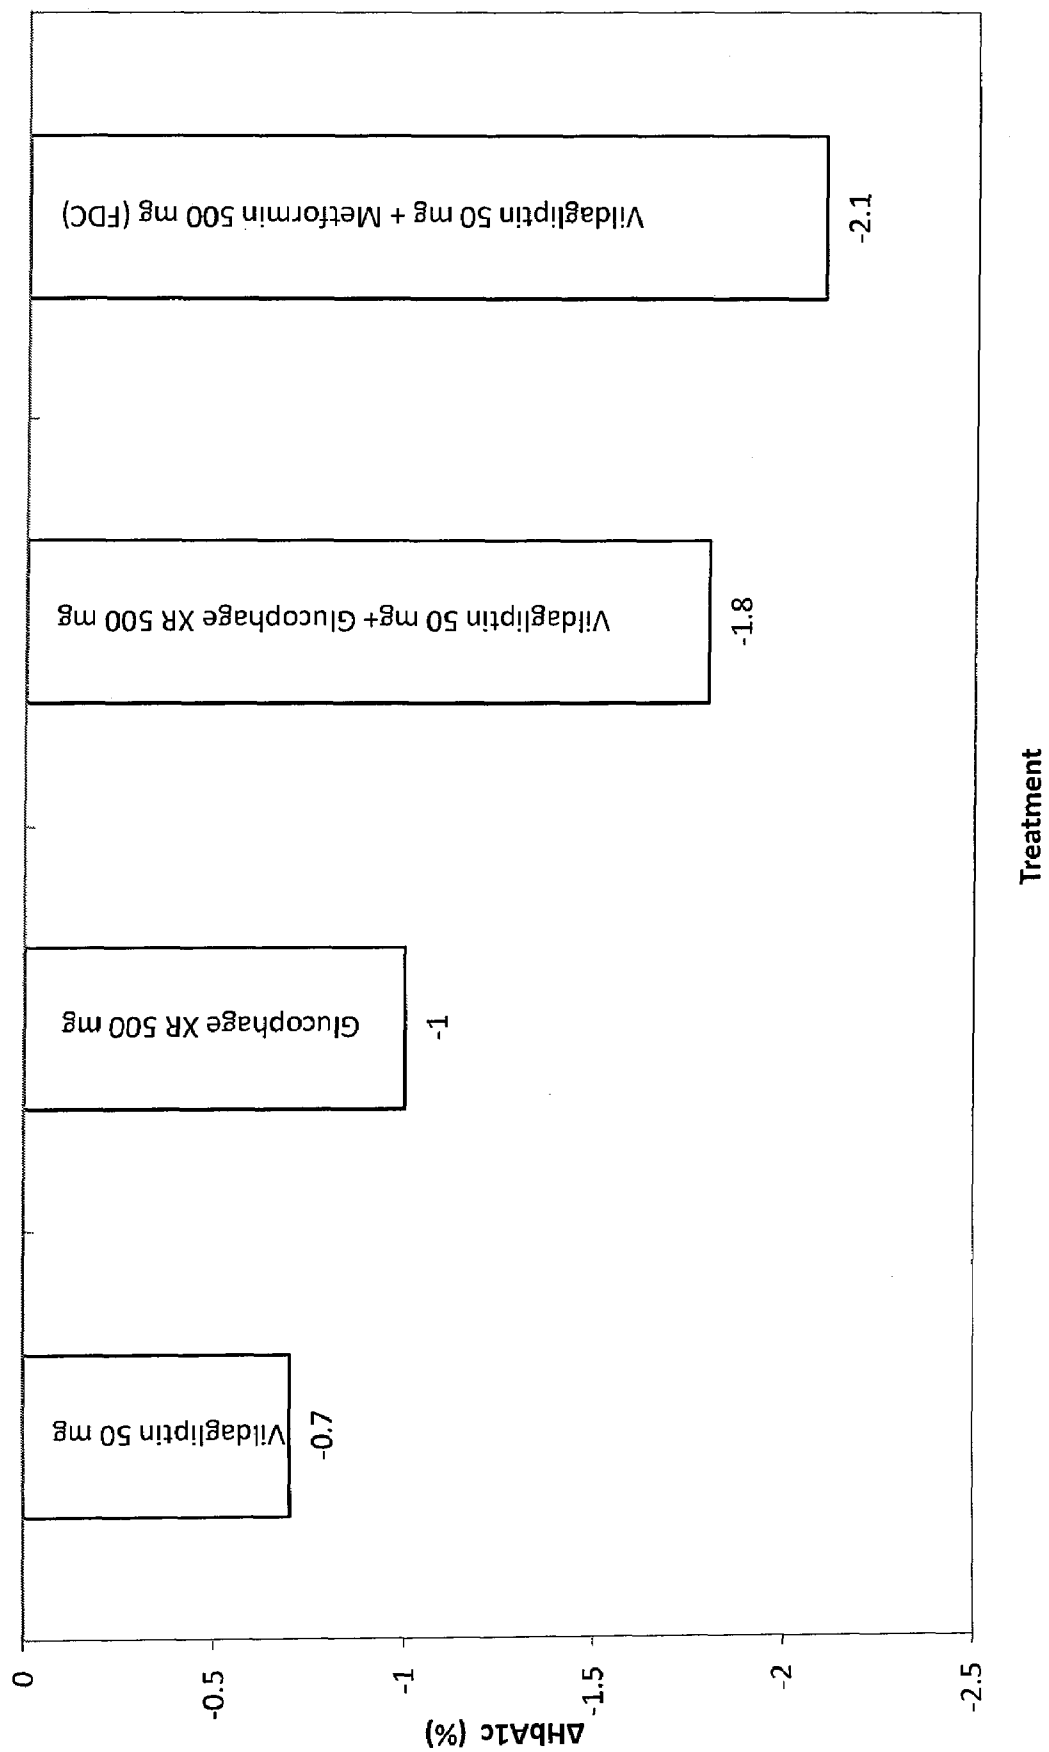 0
-0.5
-1
-1.5
-2
-2.5
ΔHbA1c (%)
Vildagliptin 50 mg
-0.7
Glucophage XR 500 mg
-1
Vildagliptin 50 mg+ Glucophage XR 500 mg
-1.8
Vildagliptin 50 mg + Metformin 500 mg (FDC)
-2.1
Treatment